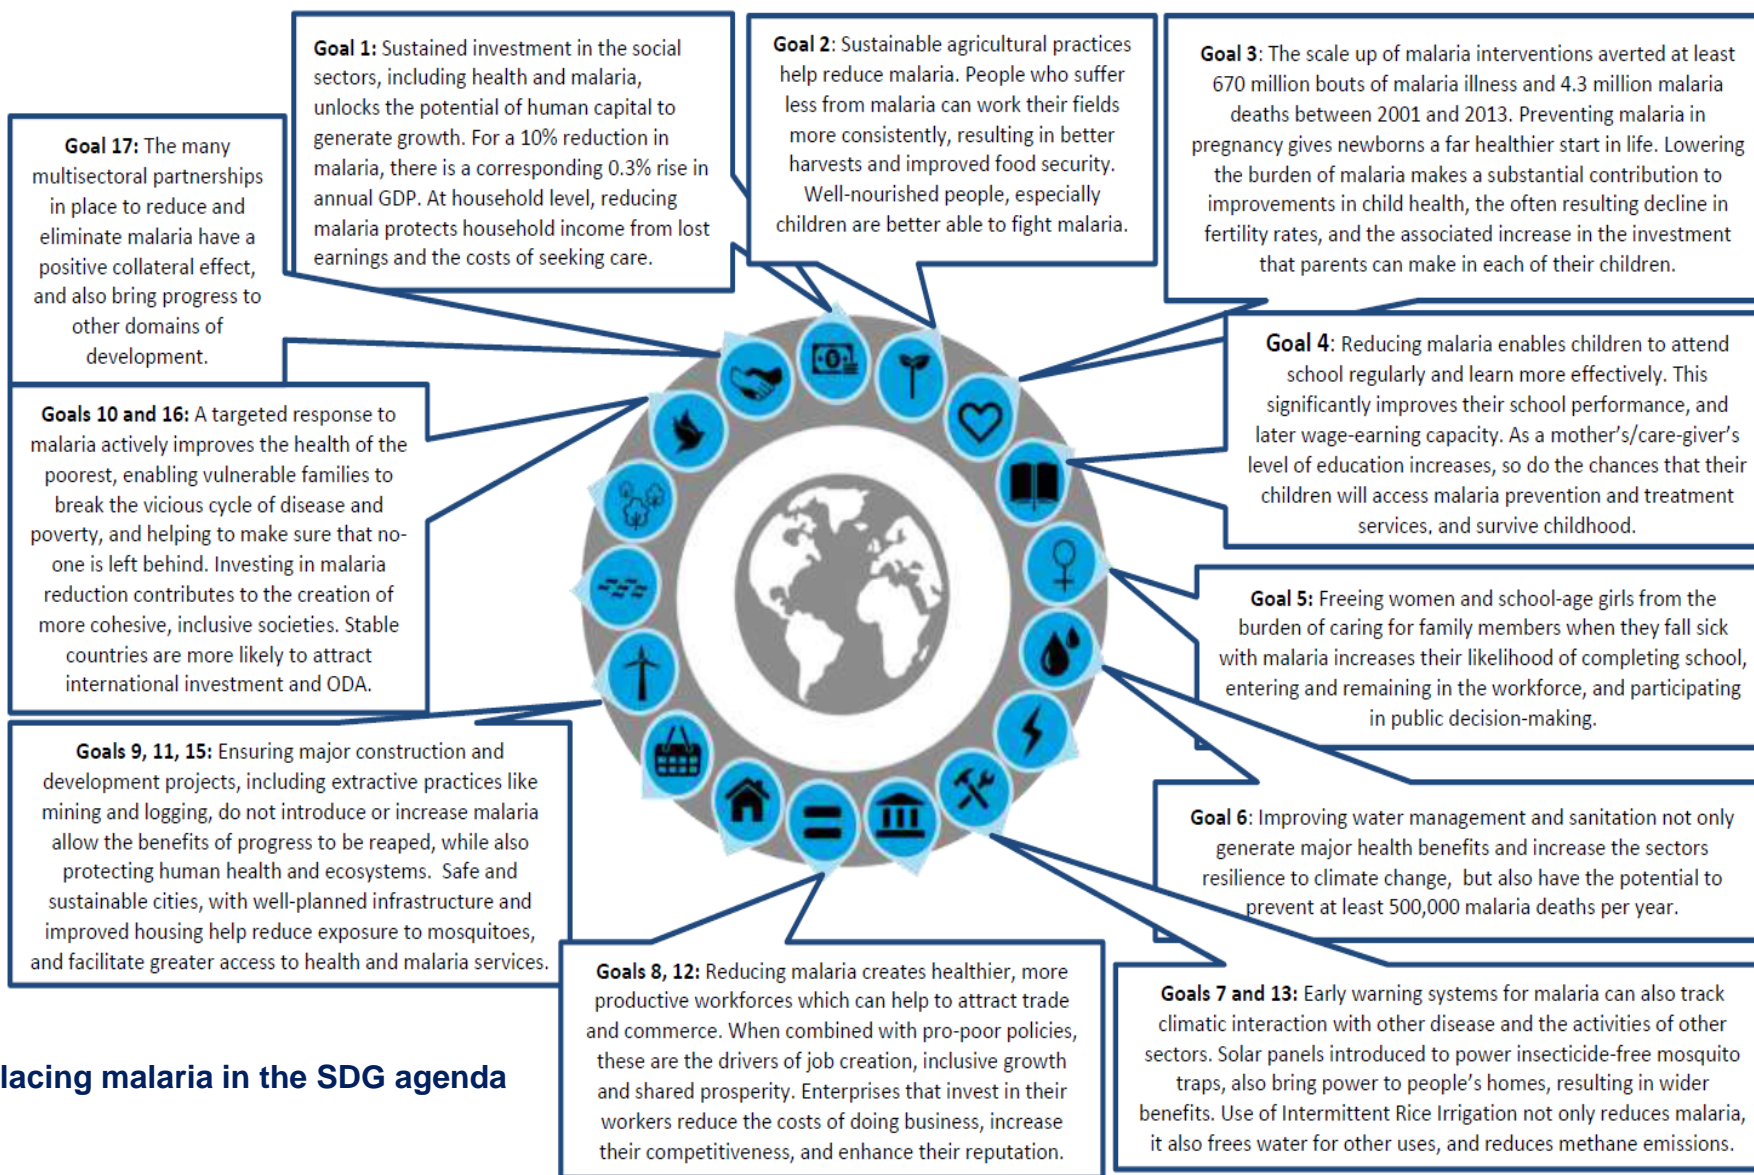 Goal 1: Sustained investment in the social
sectors, including health and malaria,
unlocks the potential of human capital to
generate growth. For a 10% reduction in
malaria, there is a corresponding 0.3% rise in
annual GDP. At household level, reducing
malaria protects household income from lost
earnings and the costs of seeking care.
Goal 2: Sustainable agricultural practices
help reduce malaria. People who suffer
less from malaria can work their fields
more consistently, resulting in better
harvests and improved food security.
Well-nourished people, especially
children are better able to fight malaria.
Goal 3: The scale up of malaria interventions averted at least
670 million bouts of malaria illness and 4.3 million malaria
deaths between 2001 and 2013. Preventing malaria in
pregnancy gives newborns a far healthier start in life. Lowering
the burden of malaria makes a substantial contribution to
improvements in child health, the often resulting decline in
fertility rates, and the associated increase in the investment
that parents can make in each of their children.
Goal 4: Reducing malaria enables children to attend
school regularly and learn more effectively. This
significantly improves their school performance, and
later wage-earning capacity. As a mother's/care-giver's
level of education increases, so do the chances that their
children will access malaria prevention and treatment
services, and survive childhood.
Goal 5: Freeing women and school-age girls from the
burden of caring for family members when they fall sick
with malaria increases their likelihood of completing school,
entering and remaining in the workforce, and participating
in public decision-making.
Goal 6: Improving water management and sanitation not only
generate major health benefits and increase the sectors
resilience to climate change, but also have the potential to
prevent at least 500,000 malaria deaths per year.
Goals 7 and 13: Early warning systems for malaria can also track
climatic interaction with other disease and the activities of other
sectors. Solar panels introduced to power insecticide-free mosquito
traps, also bring power to people's homes, resulting in wider
benefits. Use of Intermittent Rice Irrigation not only reduces malaria,
it also frees water for other uses, and reduces methane emissions.
Goals 8, 12: Reducing malaria creates healthier, more
productive workforces which can help to attract trade
and commerce. When combined with pro-poor policies,
these are the drivers of job creation, inclusive growth
and shared prosperity. Enterprises that invest in their
workers reduce the costs of doing business, increase
their competitiveness, and enhance their reputation.
Goals 9, 11, 15: Ensuring major construction and
development projects, including extractive practices like
mining and logging, do not introduce or increase malaria
allow the benefits of progress to be reaped, while also
protecting human health and ecosystems. Safe and
sustainable cities, with well-planned infrastructure and
improved housing help reduce exposure to mosquitoes,
and facilitate greater access to health and malaria services.
Goals 10 and 16: A targeted response to
malaria actively improves the health of the
poorest, enabling vulnerable families to
break the vicious cycle of disease and
poverty, and helping to make sure that no-
one is left behind. Investing in malaria
reduction contributes to the creation of
more cohesive, inclusive societies. Stable
countries are more likely to attract
international investment and ODA.
Goal 17: The many
multisectoral partnerships
in place to reduce and
eliminate malaria have a
positive collateral effect,
and also bring progress to
other domains of
development.
lacing malaria in the SDG agenda